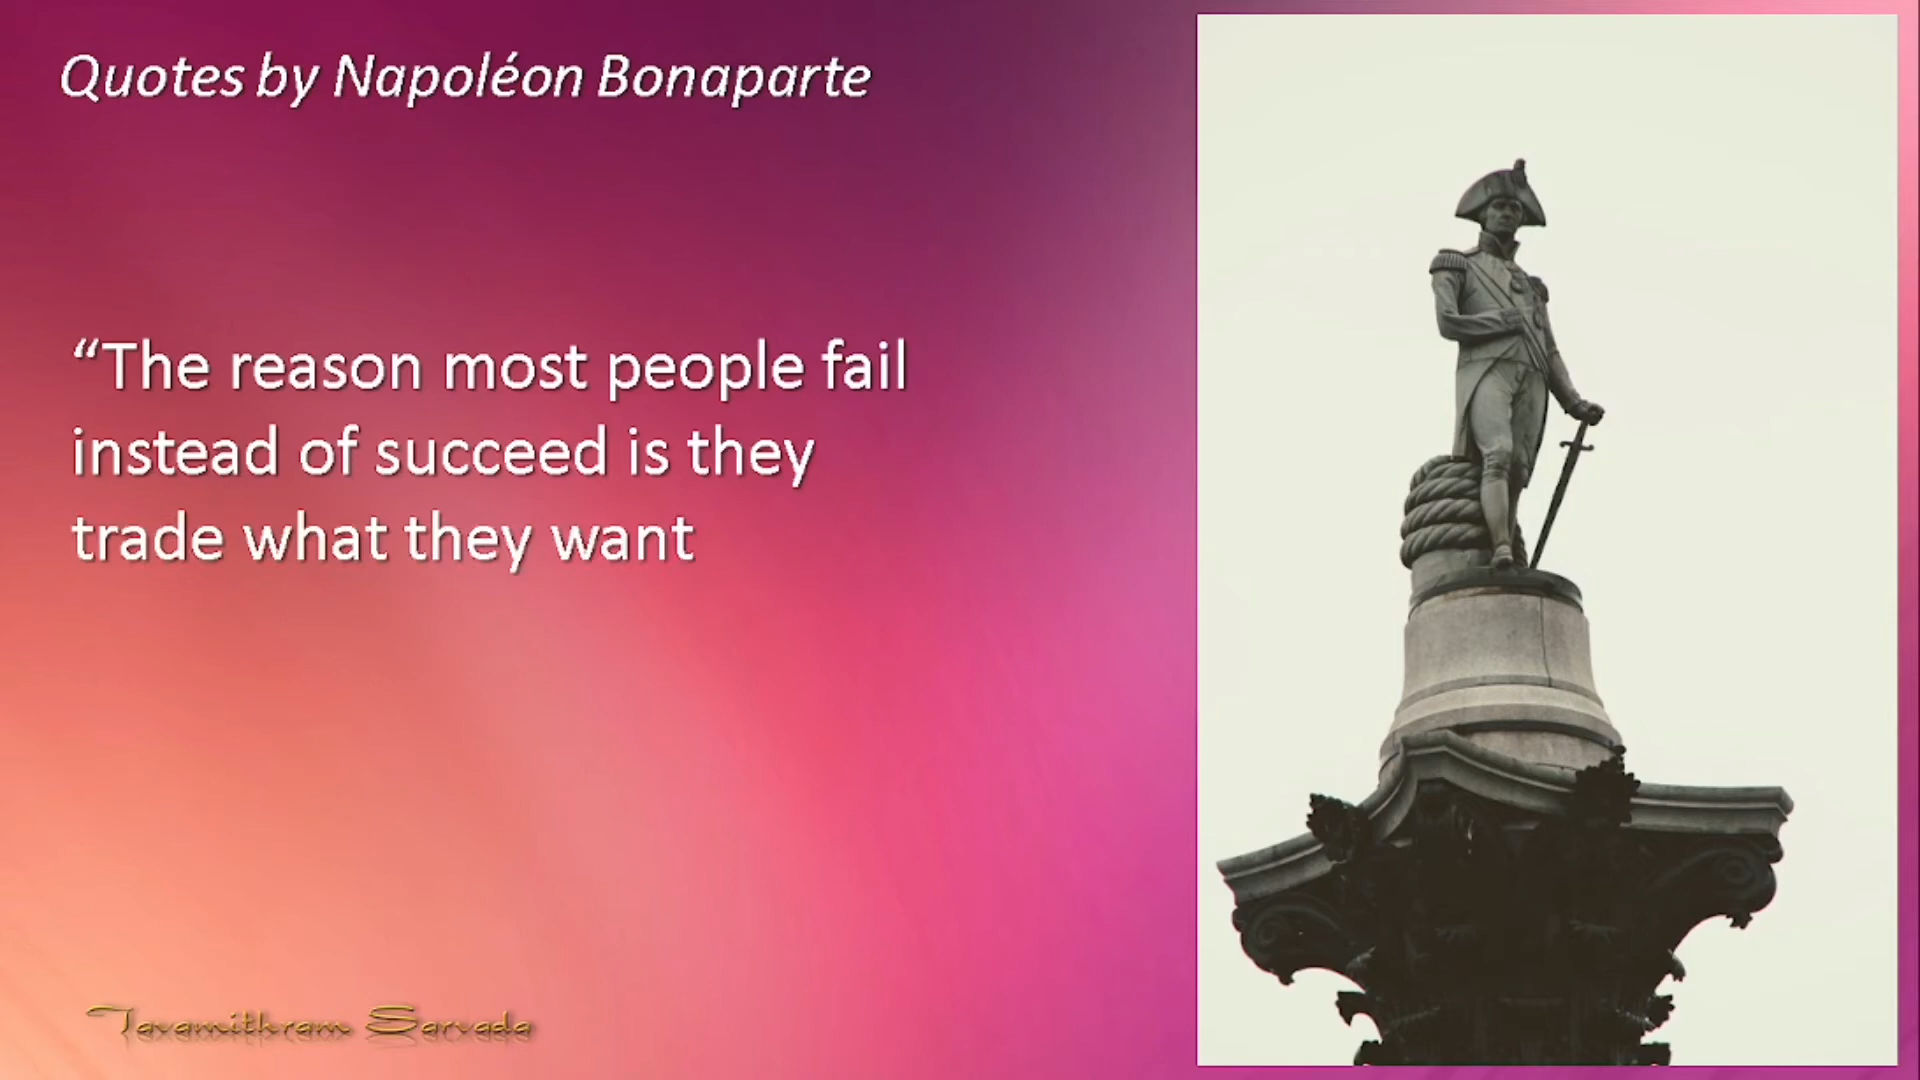 Quotes by Napoléon Bonaparte
“The reason most people fail
instead of succeed is they
trade what they want
Tavamithram Sarvada